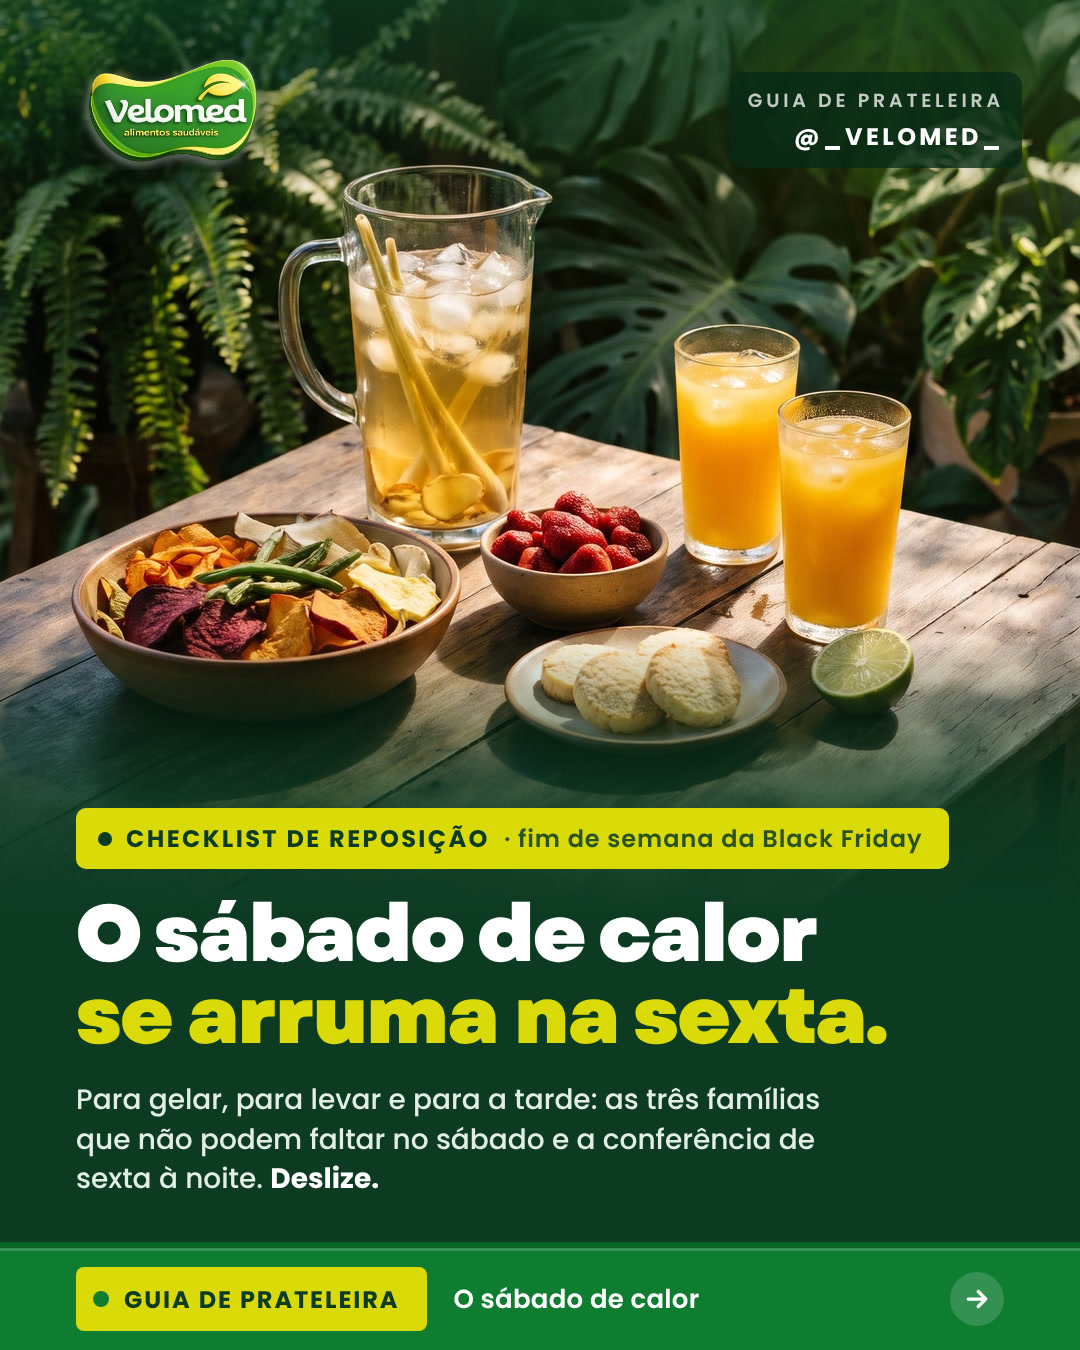 Velomed
alimentos saudáveis
GUIA DE PRATELEIRA
@_VELOMED_
CHECKLIST DE REPOSIÇÃO · fim de semana da Black Friday
O sábado de calor
se arruma na sexta.
Para gelar, para levar e para a tarde: as três famílias
que não podem faltar no sábado e a conferência de
sexta à noite. Deslize.
GUIA DE PRATELEIRA O sábado de calor